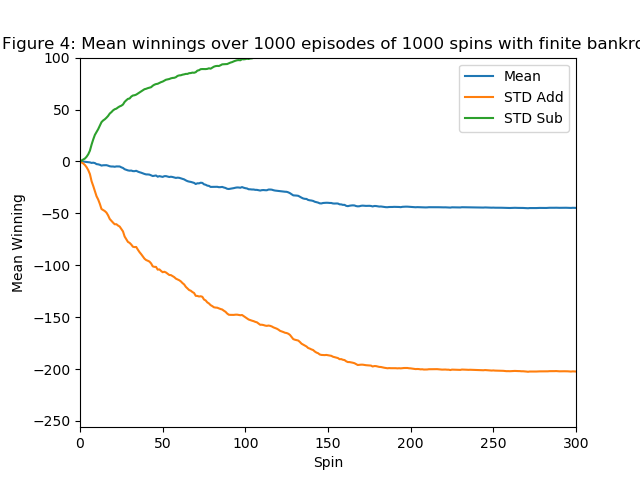 Figure 4: Mean winnings over 1000 episodes of 1000 spins with finite bankro
100
50
0
−50
−100
−150
−200
−250
Mean Winning
Mean
STD Add
STD Sub
0 50 100 150 200 250 300
Spin